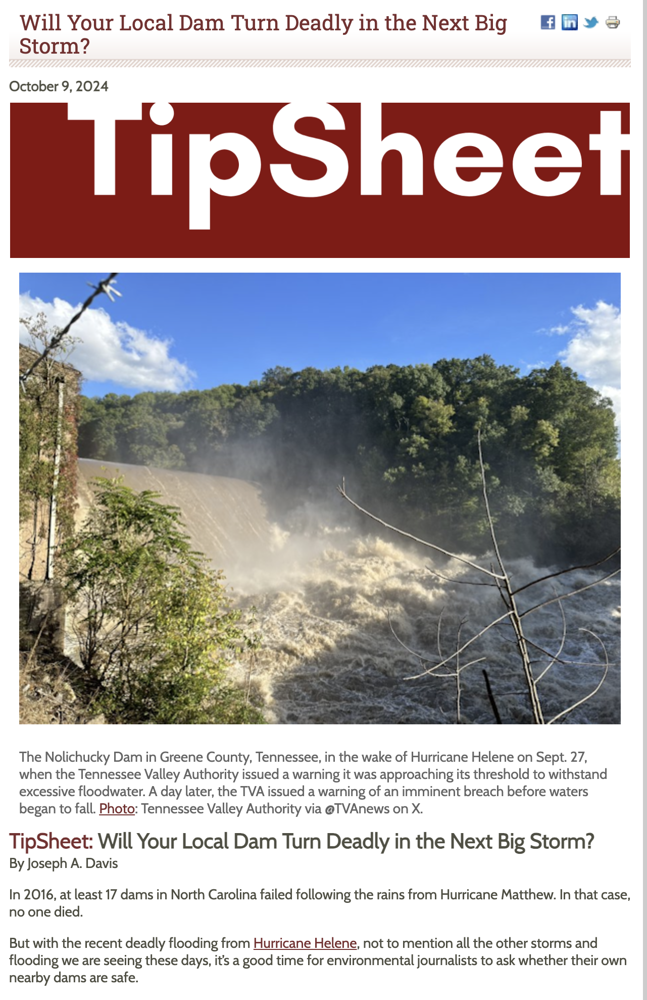 Will Your Local Dam Turn Deadly in the Next Big
Storm?
October 9, 2024
TipSheet
The Nolichucky Dam in Greene County, Tennessee, in the wake of Hurricane Helene on Sept. 27,
when the Tennessee Valley Authority issued a warning it was approaching its threshold to withstand
excessive floodwater. A day later, the TVA issued a warning of an imminent breach before waters
began to fall. Photo: Tennessee Valley Authority via @TVAnews on X.
TipSheet: Will Your Local Dam Turn Deadly in the Next Big Storm?
By Joseph A. Davis
In 2016, at least 17 dams in North Carolina failed following the rains from Hurricane Matthew. In that case,
no one died.
But with the recent deadly flooding from Hurricane Helene, not to mention all the other storms and
flooding we are seeing these days, it's a good time for environmental journalists to ask whether their own
nearby dams are safe.